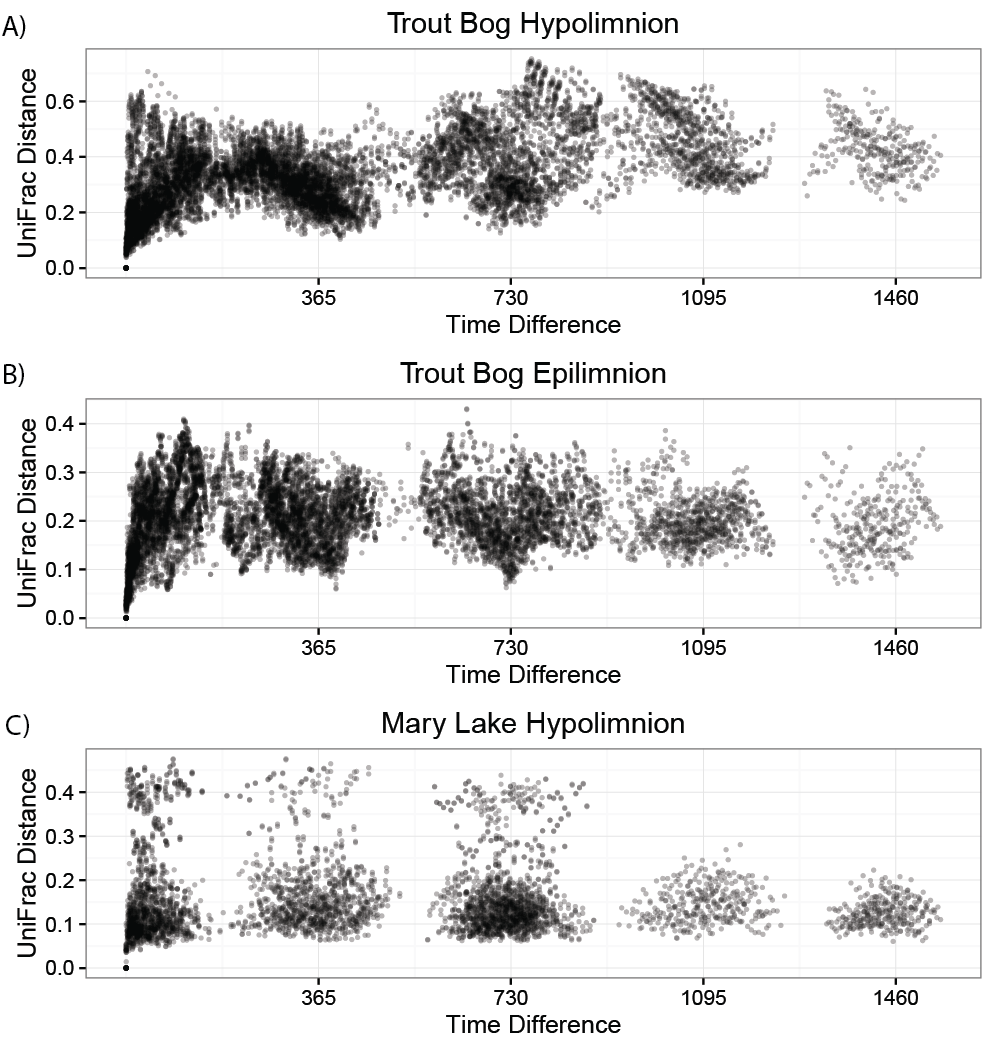 A)
Trout Bog Hypolimnion
UniFrac Distance
0.6
0.4
0.2
0.0
365 730 1095 1460
Time Difference
B)
Trout Bog Epilimnion
UniFrac Distance
0.4
0.3
0.2
0.1
0.0
365 730 1095 1460
Time Difference
C)
Mary Lake Hypolimnion
UniFrac Distance
0.4
0.3
0.2
0.1
0.0
365 730 1095 1460
Time Difference